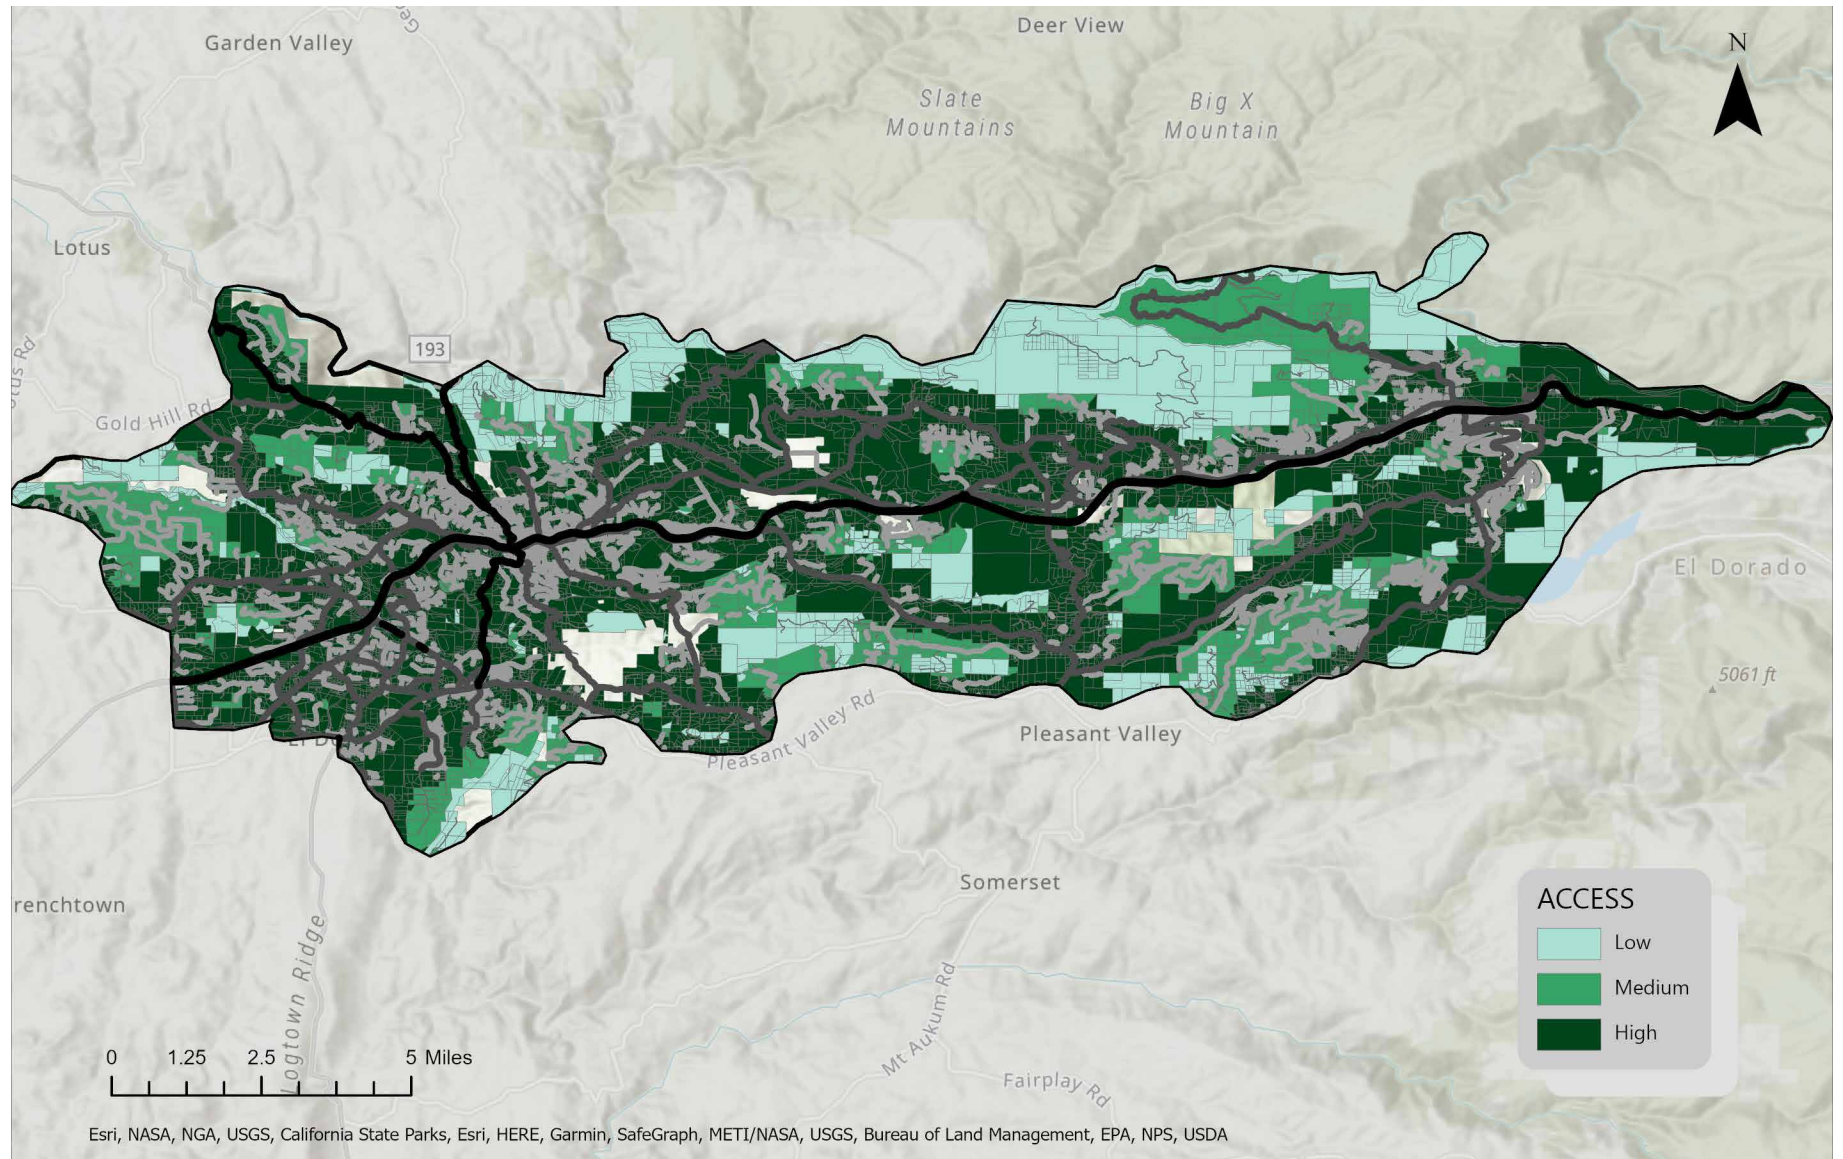 Deer View
Garden Valley
N
Slate
Mountains
Big X
Mountain
Lotus
193
Rd
Gold Hill Rd
El Dorado
5061 ft
Pleasant Valley
Pleasant Valley Rd
El Do
Somerset
ACCESS
Low
Medium
High
renchtown
Logtown Ridge
Mt Aukum Rd
Fairplay Rd
0 1.25 2.5 5 Miles
Esri, NASA, NGA, USGS, California State Parks, Esri, HERE, Garmin, SafeGraph, METI/NASA, USGS, Bureau of Land Management, EPA, NPS, USDA